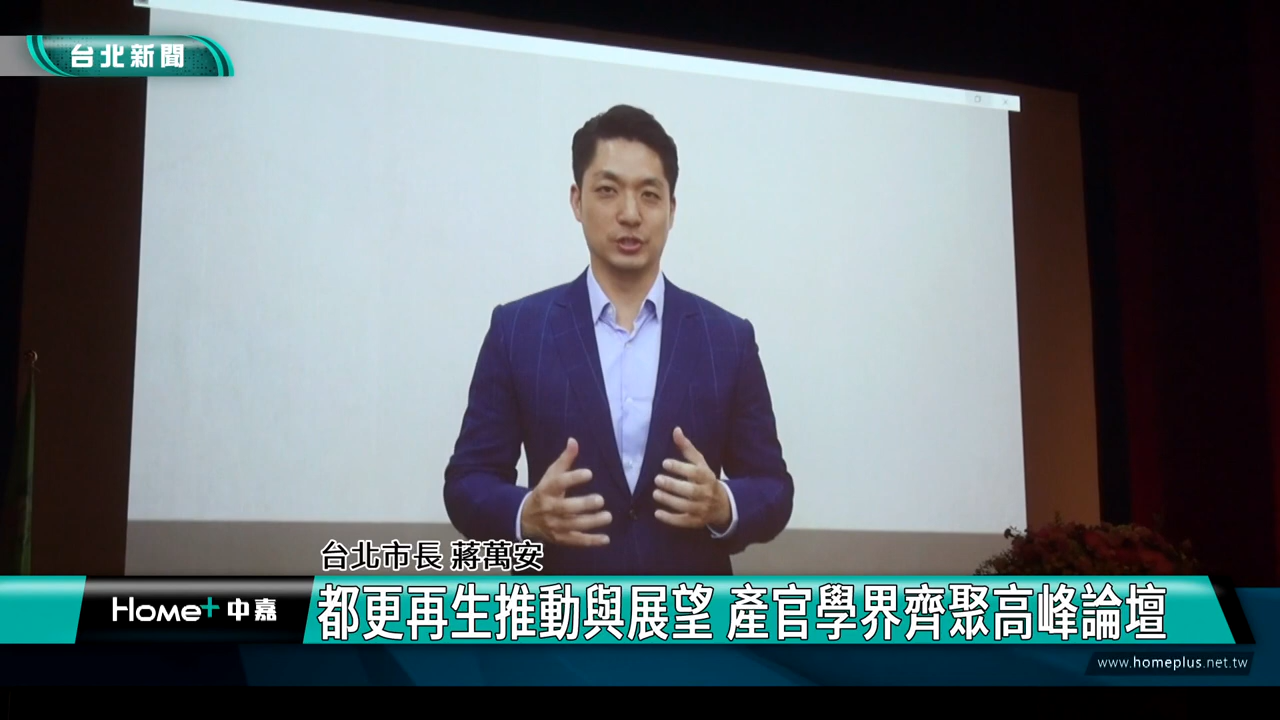 台北新聞
台北市長 蔣萬安
Home+ 中嘉
都更再生推動與展望 產官學界齊聚高峰論壇
www.homeplus.net.tw